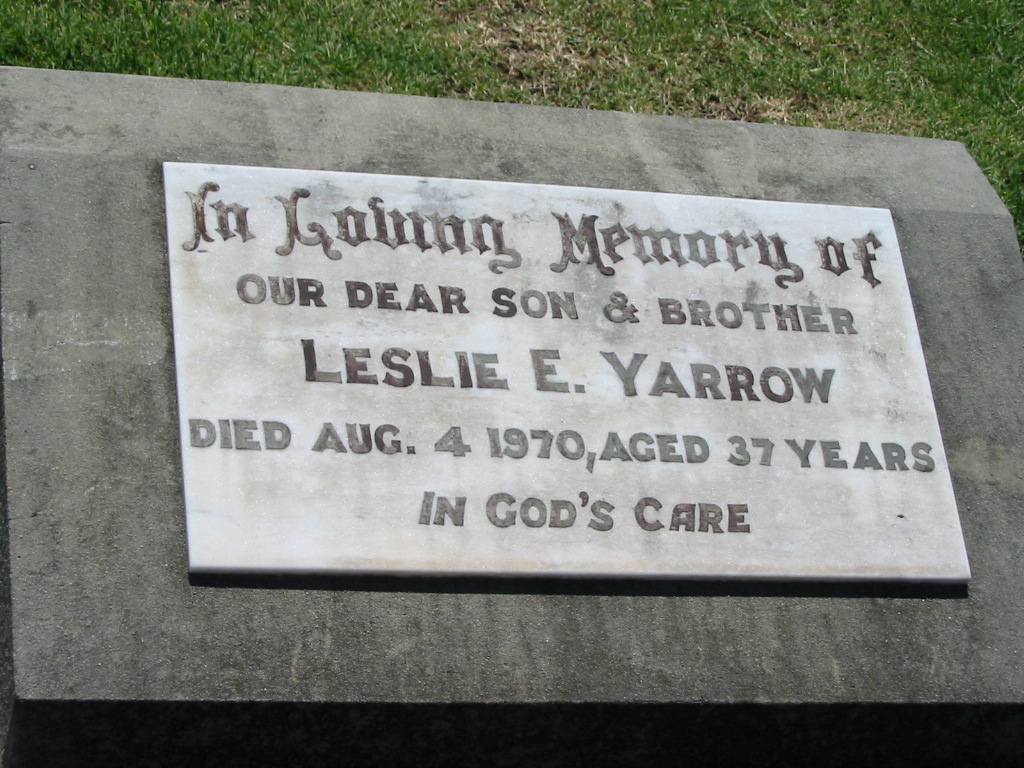 In Loving Memory of
OUR DEAR SON & BROTHER
LESLIE E. YARROW
DIED AUG. 4 1970, AGED 37 YEARS
IN GOD'S CARE